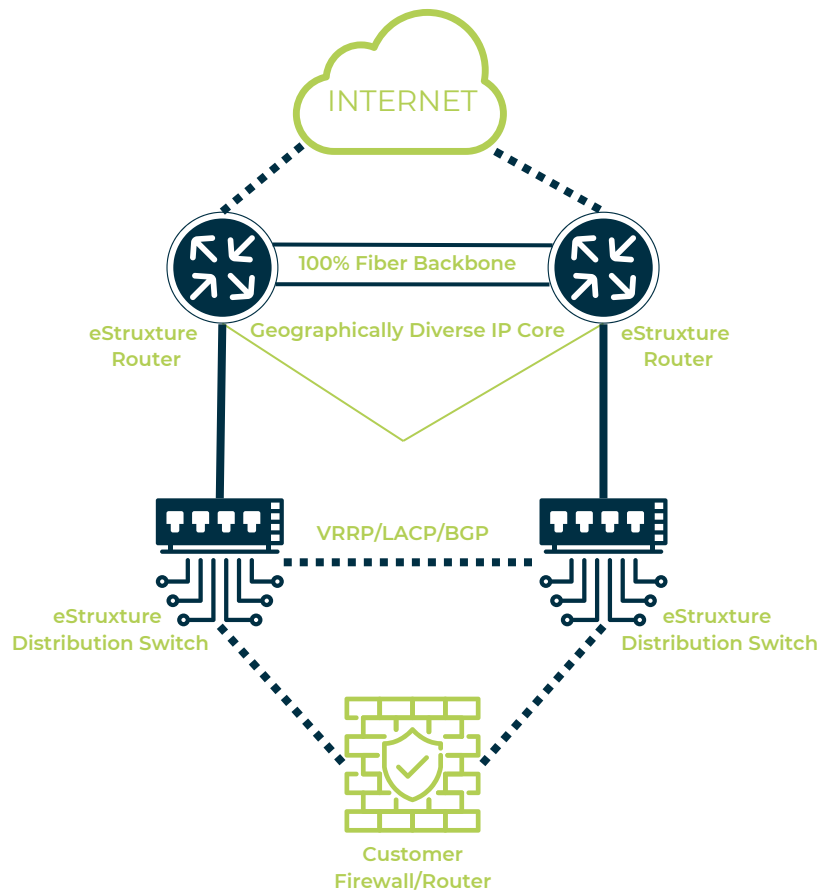 INTERNET
100% Fiber Backbone
Geographically Diverse IP Core
eStruxture
Router
eStruxture
Router
VRRP/LACP/BGP
eStruxture
Distribution Switch
eStruxture
Distribution Switch
Customer
Firewall/Router